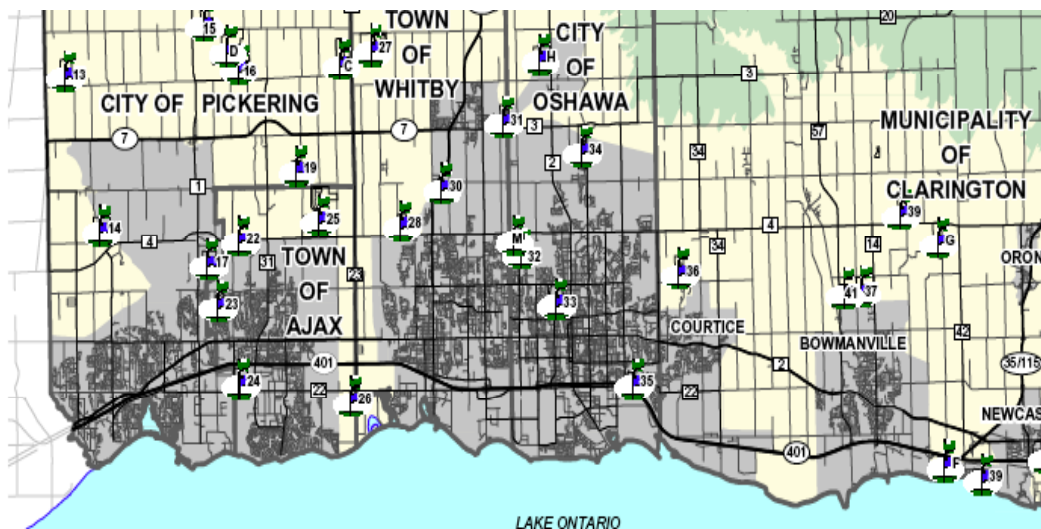 15
D
16
13
C
27
TOWN
OF
WHITBY
CITY
OF
OSHAWA
H
20
3
CITY OF PICKERING
7
7
31
3
2
34
34
57
MUNICIPALITY
OF
CLARINGTON
19
1
30
14
4
25
22
28
M
32
4
34
39
14
G
ORON
17
31
TOWN
OF
AJAX
23
23
33
36
41
37
COURTICE
BOWMANVILLE
42
2
35/115
401
24
22
26
35
22
NEWCAS
401
F
39
LAKE ONTARIO